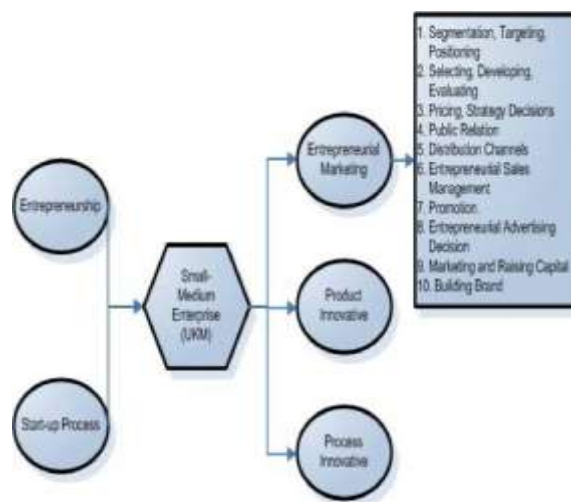 Entrepreneurship
Start-up Process
Small-
Medium
Enterprise
(UKM)
Entrepreneurial
Marketing
Product
Innovative
Process
Innovative
1. Segmentation, Targeting,
Positioning
2. Selecting, Developing,
Evaluating
3. Pricing, Strategy Decisions
4. Public Relation
5. Distribution Channels
6. Entrepreneutial Sales
Management
7. Promotion
8. Entrepreneutial Advertising
Decision
9. Marketing and Raising Capital
10. Building Brand